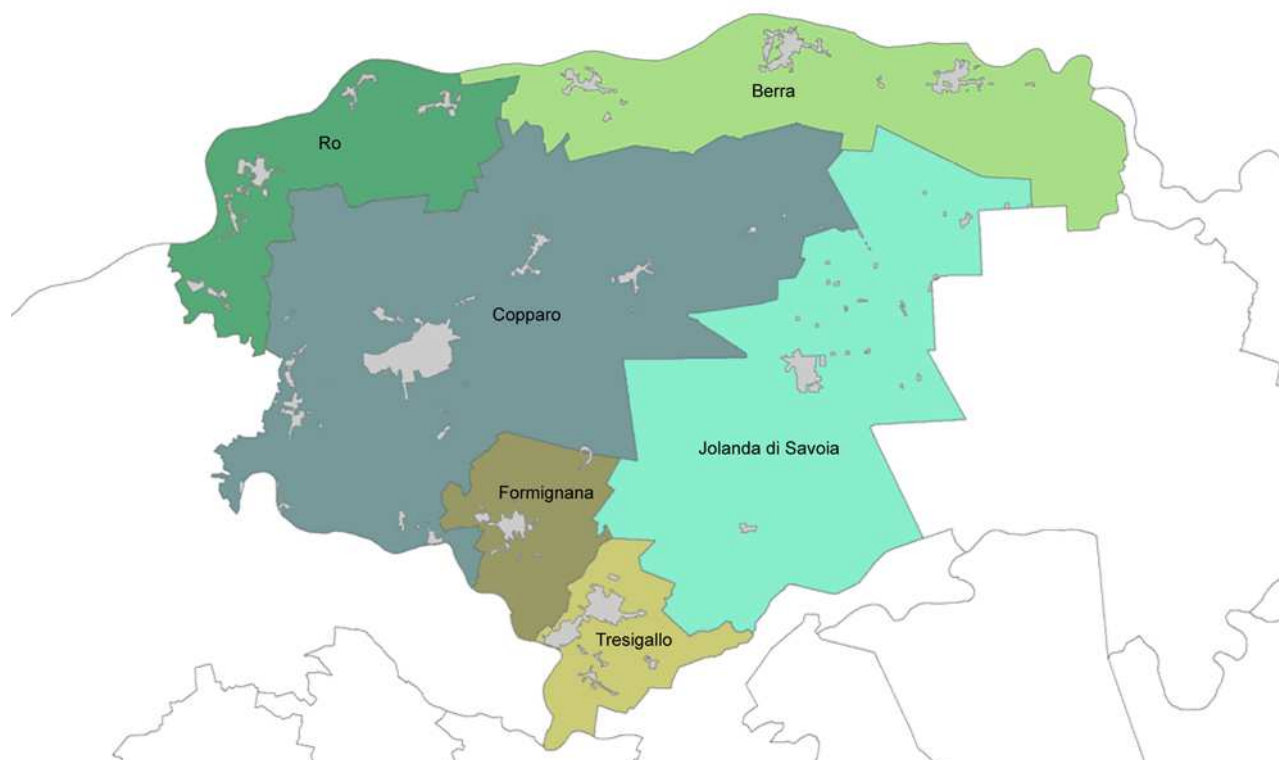 Berra
Ro
Copparo
Jolanda di Savoia
Formignana
Tresigallo